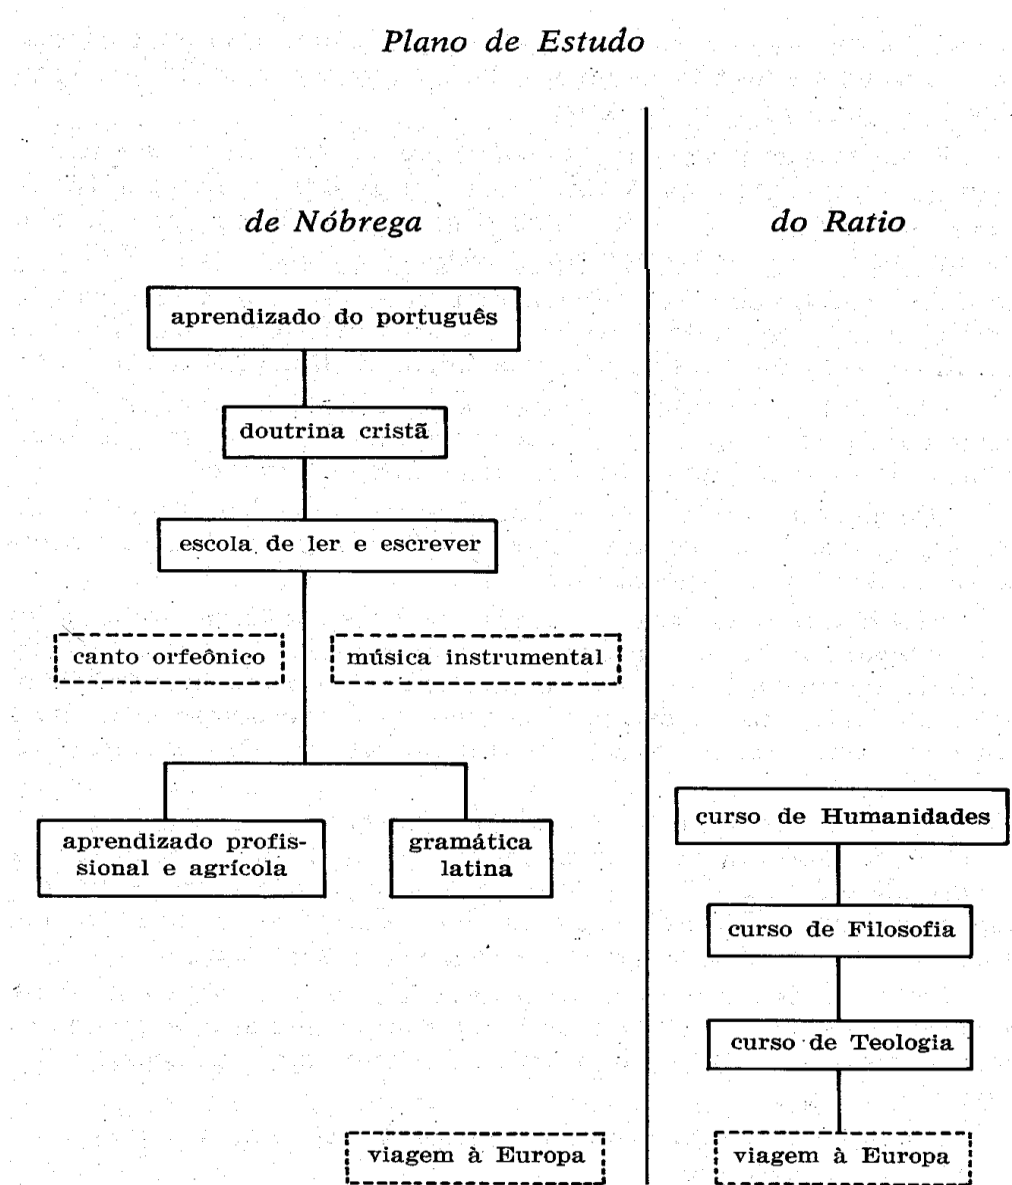 Plano de Estudo
de Nóbrega
aprendizado do português
doutrina cristã
escola de ler e escrever
canto orfeônico
música instrumental
aprendizado profis-
sional e agrícola
gramática
latina
viagem à Europa
do Ratio
curso de Humanidades
curso de Filosofia
curso de Teologia
viagem à Europa